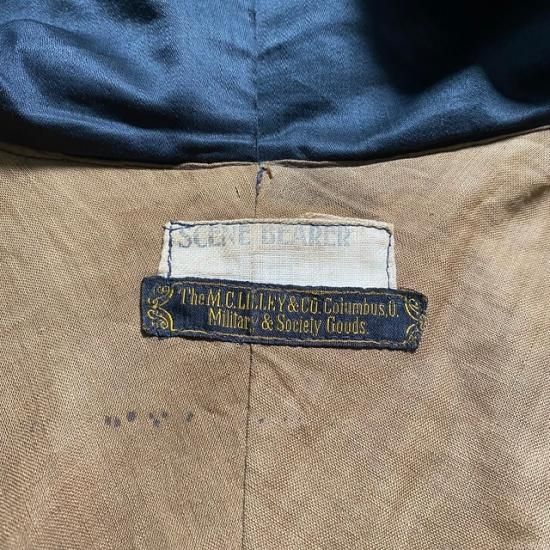 SCENE BEARER
The M.C. LILLEY & CO. Columbus, O.
Military & Society Goods.